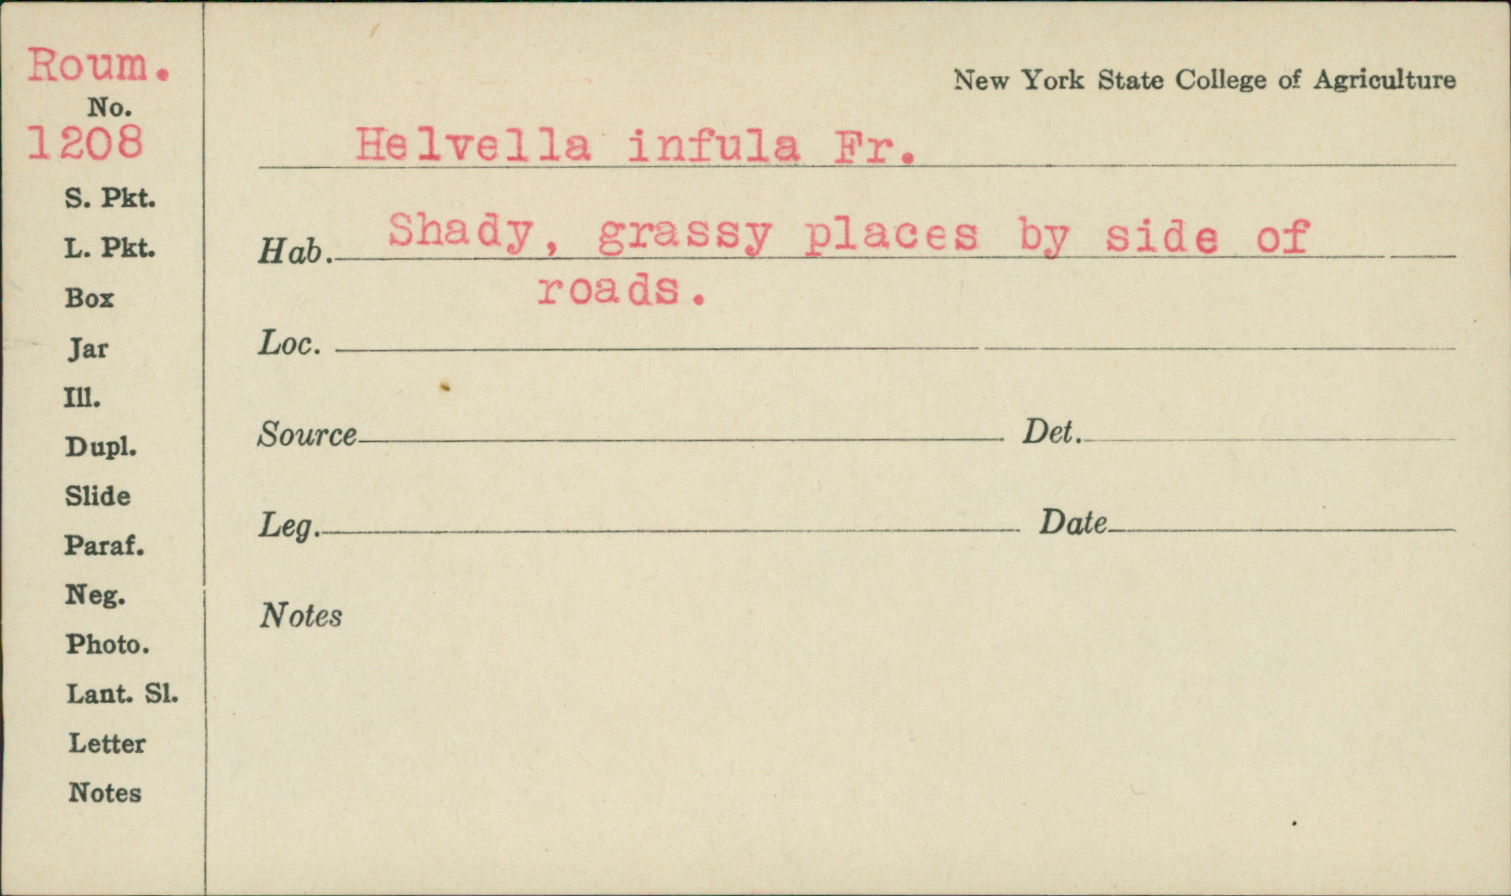 Roum.
No.
1208
S. Pkt.
L. Pkt.
Box
Jar
Ill.
Dupl.
Slide
Paraf.
Neg.
Photo.
Lant. Sl.
Letter
Notes
New York State College of Agriculture
Helvella infula Fr.
Hab. Shady, grassy places by side of
roads.
Loc.
Source Det.
Leg. Date
Notes